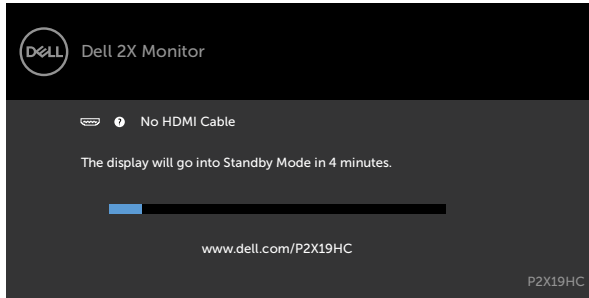 DELL
Dell 2X Monitor
? No HDMI Cable
The display will go into Standby Mode in 4 minutes.
www.dell.com/P2X19HC
P2X19HC